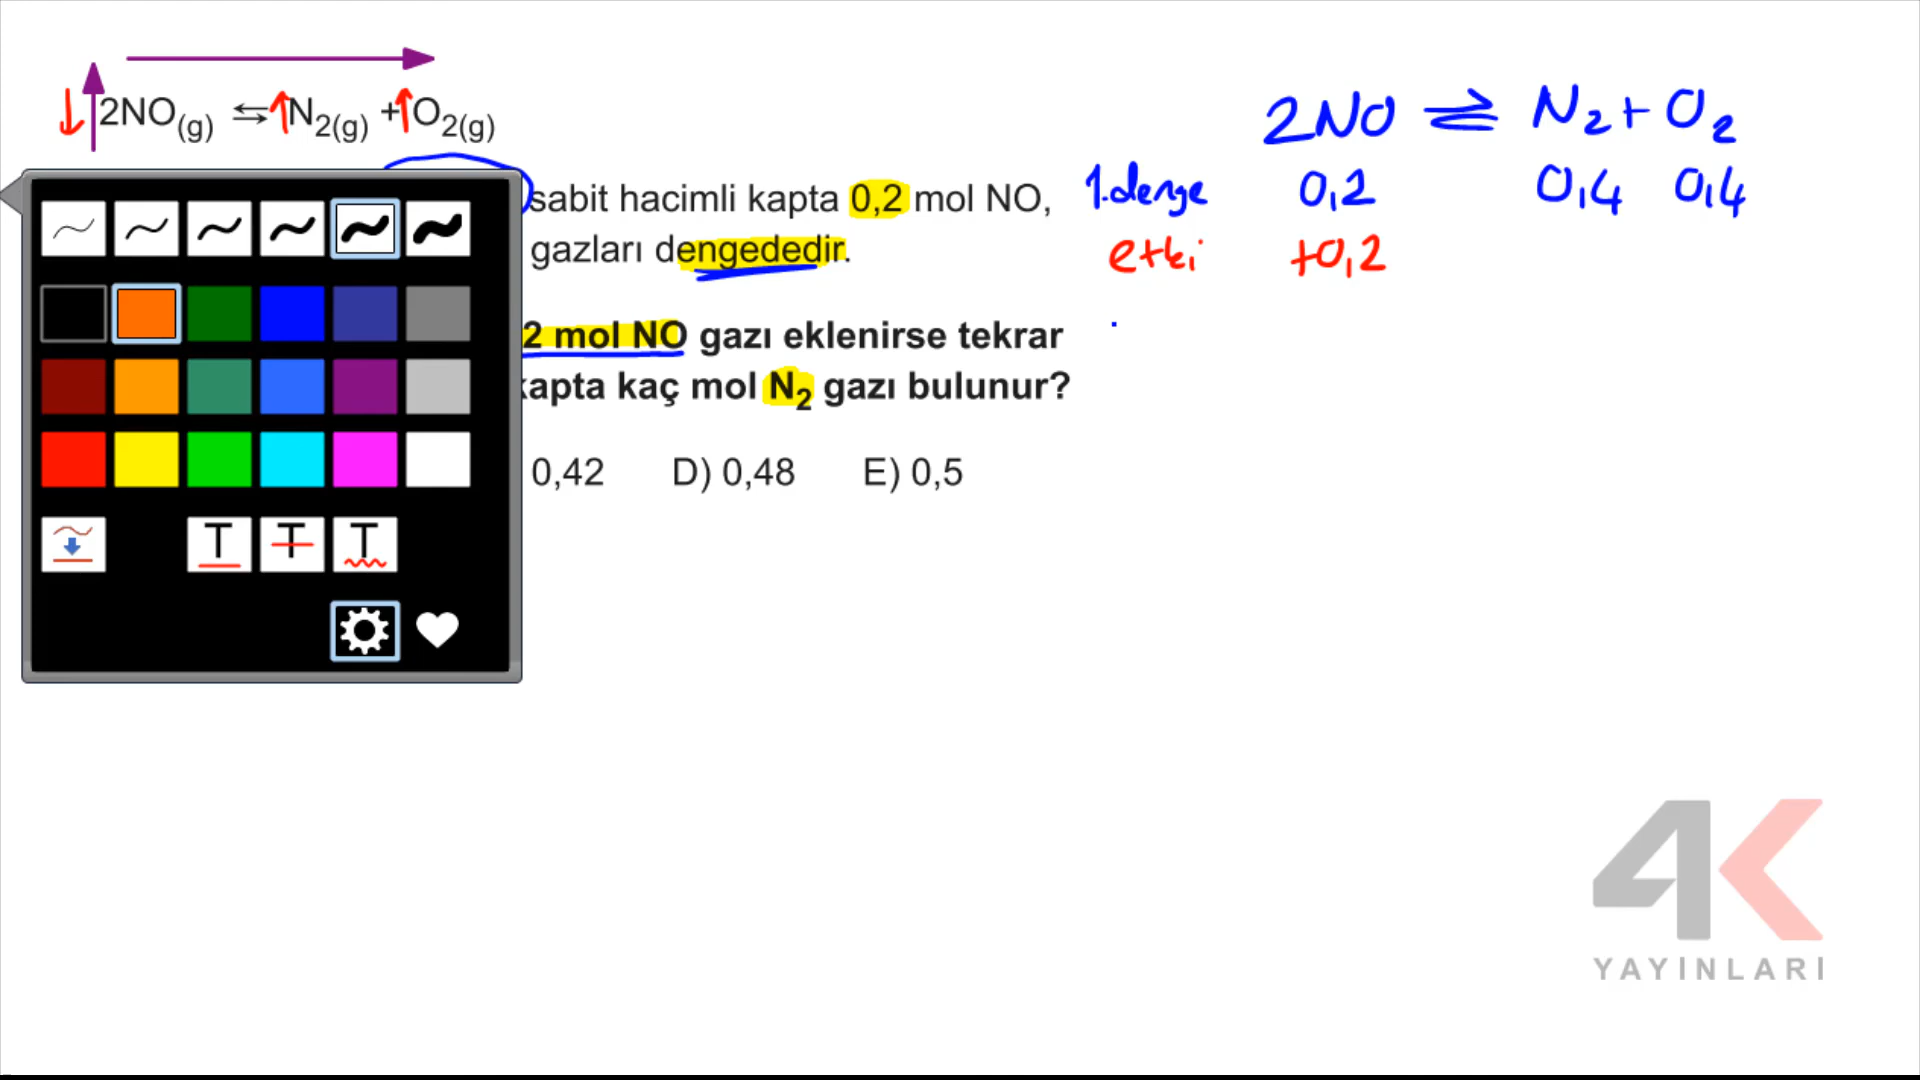 2NO(g) ⇋ N2(g) + O2(g)
sabit hacimli kapta 0,2 mol NO,
gazları dengededir.
2 mol NO gazı eklenirse tekrar
kapta kaç mol N2 gazı bulunur?
0,42 D) 0,48 E) 0,5
2NO ⇌ N2 + O2
1.denge 0,2 0,4 0,4
etki +0,2
T T T
4K
YAYINLARI